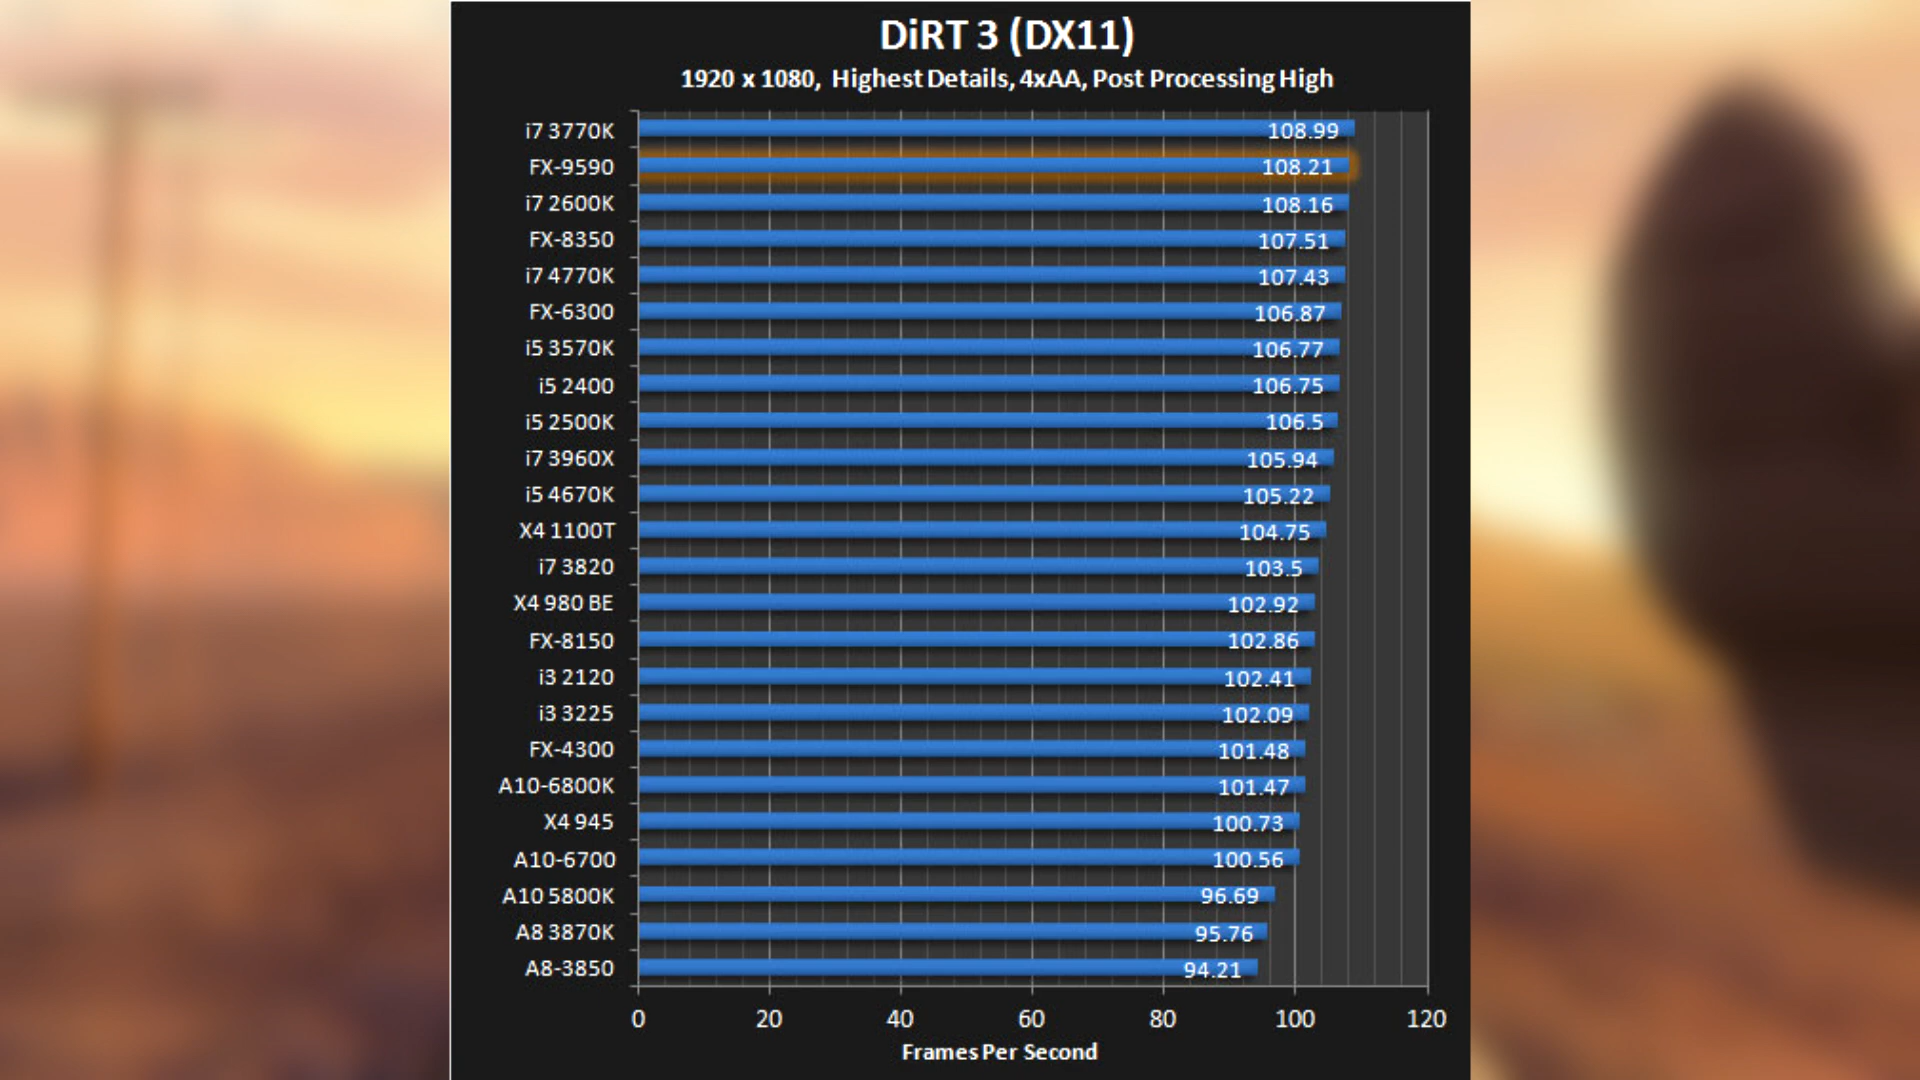 DiRT 3 (DX11)
1920 x 1080, Highest Details, 4xAA, Post Processing High
i7 3770K 108.99
FX-9590 108.21
i7 2600K 108.16
FX-8350 107.51
i7 4770K 107.43
FX-6300 106.87
i5 3570K 106.77
i5 2400 106.75
i5 2500K 106.5
i7 3960X 105.94
i5 4670K 105.22
X4 1100T 104.75
i7 3820 103.5
X4 980 BE 102.92
FX-8150 102.86
i3 2120 102.41
i3 3225 102.09
FX-4300 101.48
A10-6800K 101.47
X4 945 100.73
A10-6700 100.56
A10 5800K 96.69
A8 3870K 95.76
A8-3850 94.21
0 20 40 60 80 100 120
Frames Per Second